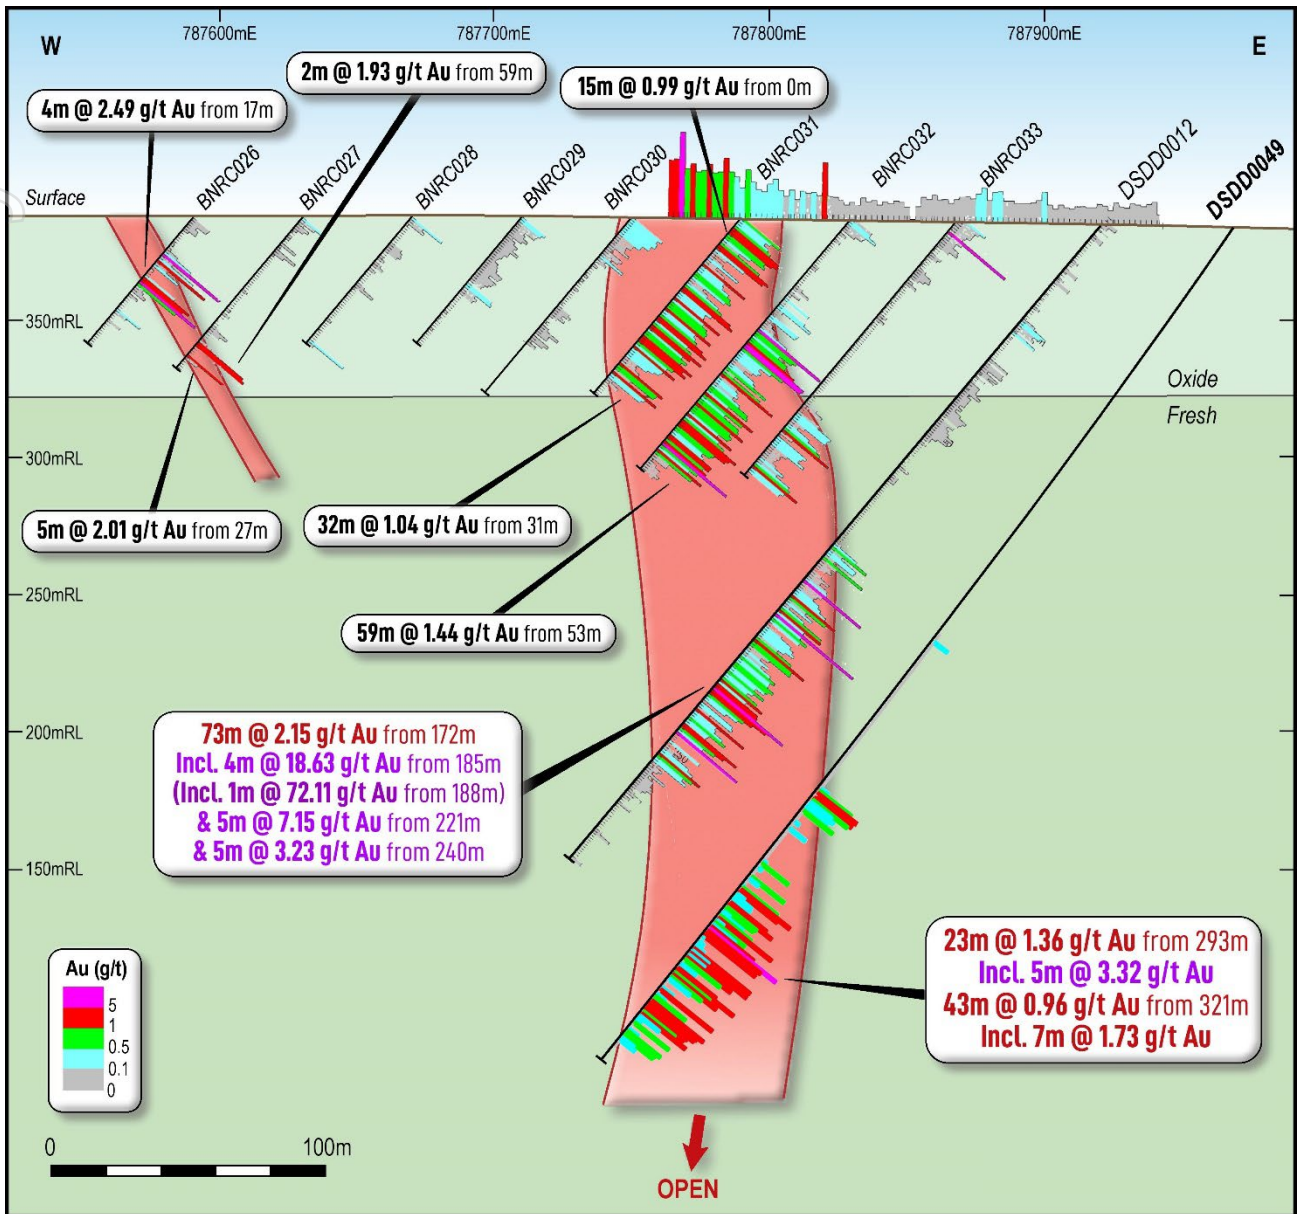 787600mE
787700mE
787800mE
787900mE
W
E
2m @ 1.93 g/t Au from 59m
15m @ 0.99 g/t Au from 0m
4m @ 2.49 g/t Au from 17m
Surface
BNRC026
BNRC027
BNRC028
BNRC029
BNRC030
BNRC031
BNRC032
BNRC033
DSDD0012
DSDD0049
350mRL
Oxide
Fresh
300mRL
5m @ 2.01 g/t Au from 27m
32m @ 1.04 g/t Au from 31m
250mRL
59m @ 1.44 g/t Au from 53m
200mRL
73m @ 2.15 g/t Au from 172m
Incl. 4m @ 18.63 g/t Au from 185m
(Incl. 1m @ 72.11 g/t Au from 188m)
& 5m @ 7.15 g/t Au from 221m
& 5m @ 3.23 g/t Au from 240m
150mRL
23m @ 1.36 g/t Au from 293m
Incl. 5m @ 3.32 g/t Au
43m @ 0.96 g/t Au from 321m
Incl. 7m @ 1.73 g/t Au
Au (g/t)
5
1
0.5
0.1
0
0
100m
OPEN